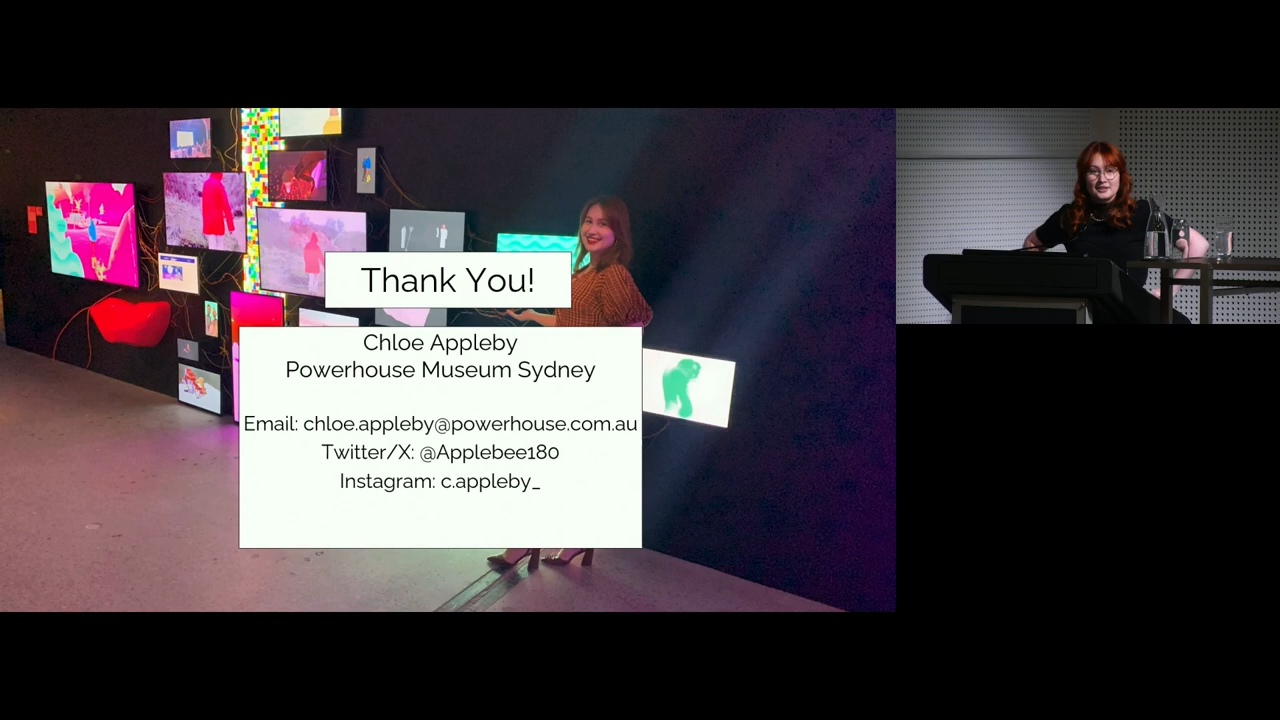 Thank You!
Chloe Appleby
Powerhouse Museum Sydney
Email: chloe.appleby@powerhouse.com.au
Twitter/X: @Applebee180
Instagram: c.appleby_